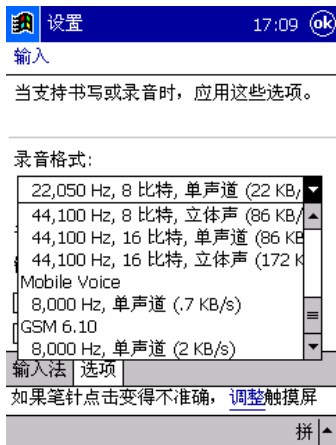 设置 17:09 ok
输入
当支持书写或录音时，应用这些选项。
录音格式:
22,050 Hz, 8 比特, 单声道 (22 KB/
44,100 Hz, 8 比特, 立体声 (86 KB/
44,100 Hz, 16 比特, 单声道 (86 KB
44,100 Hz, 16 比特, 立体声 (172 K
Mobile Voice
8,000 Hz, 单声道 (.7 KB/s)
GSM 6.10
8,000 Hz, 单声道 (2 KB/s)
输入法 选项
如果笔针点击变得不准确，调整触摸屏
拼